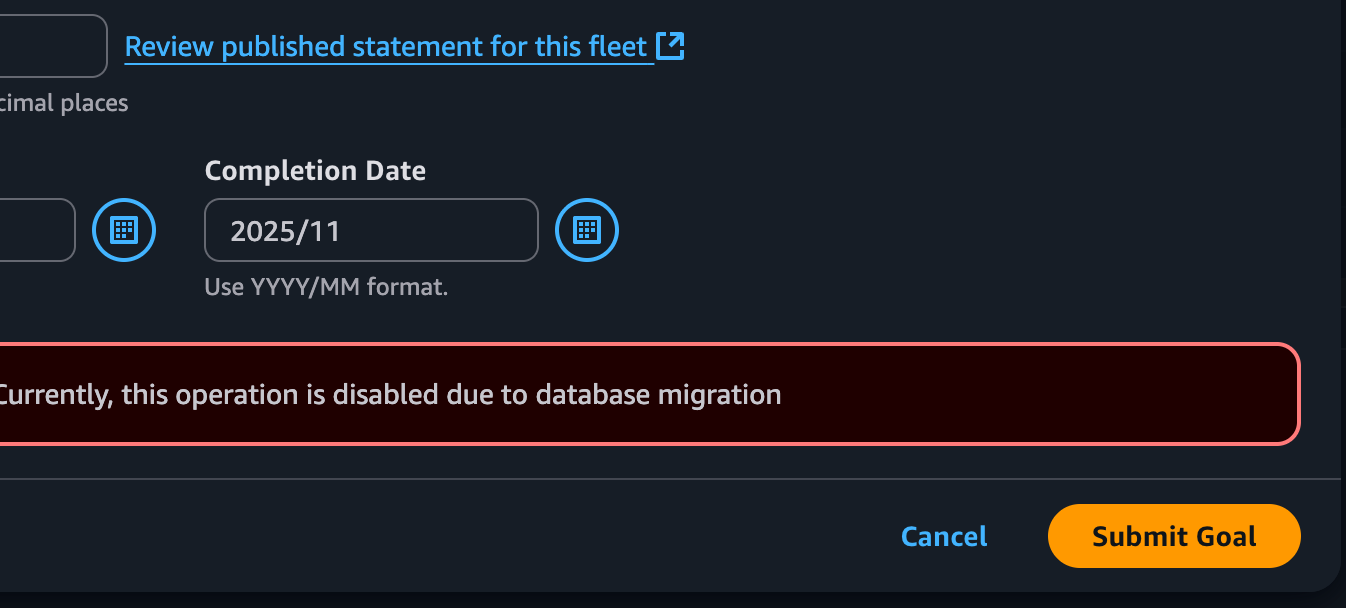 Review published statement for this fleet
places
Completion Date
2025/11
Use YYYY/MM format.
Currently, this operation is disabled due to database migration
Cancel
Submit Goal